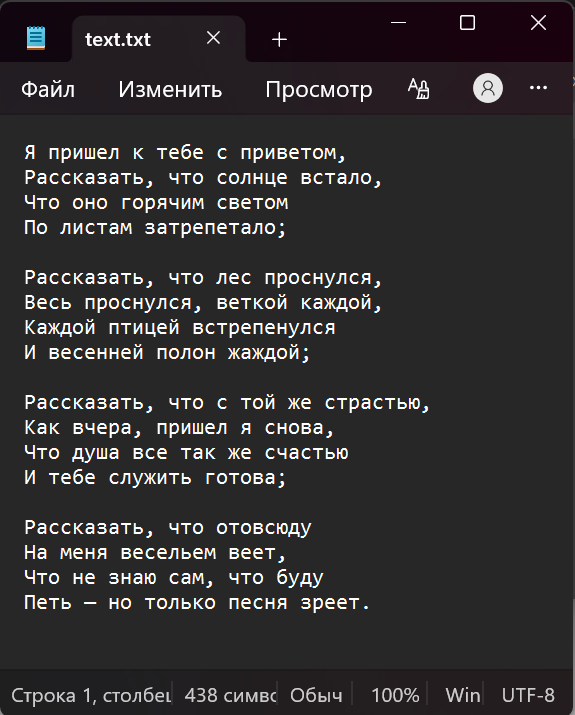 text.txt
Файл Изменить Просмотр
Я пришел к тебе с приветом,
Рассказать, что солнце встало,
Что оно горячим светом
По листам затрепетало;
Рассказать, что лес проснулся,
Весь проснулся, веткой каждой,
Каждой птицей встрепенулся
И весенней полон жаждой;
Рассказать, что с той же страстью,
Как вчера, пришел я снова,
Что душа все так же счастью
И тебе служить готова;
Рассказать, что отовсюду
На меня весельем веет,
Что не знаю сам, что буду
Петь — но только песня зреет.
Строка 1, 438 Обыч 100% Win UTF-8